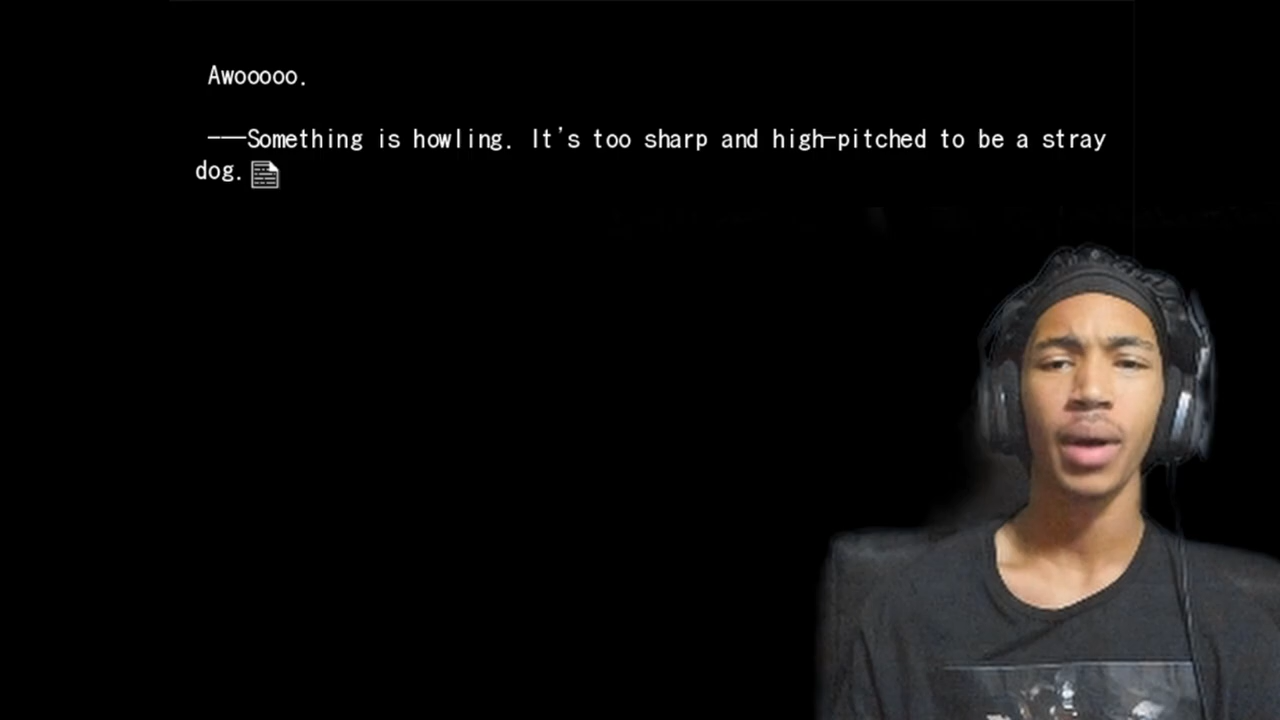 Awooooo.
―――Something is howling. It's too sharp and high-pitched to be a stray
dog.